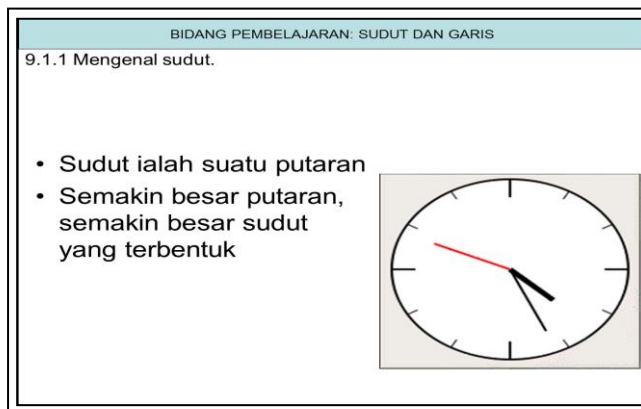 BIDANG PEMBELAJARAN: SUDUT DAN GARIS
9.1.1 Mengenal sudut.
• Sudut ialah suatu putaran
• Semakin besar putaran,
semakin besar sudut
yang terbentuk